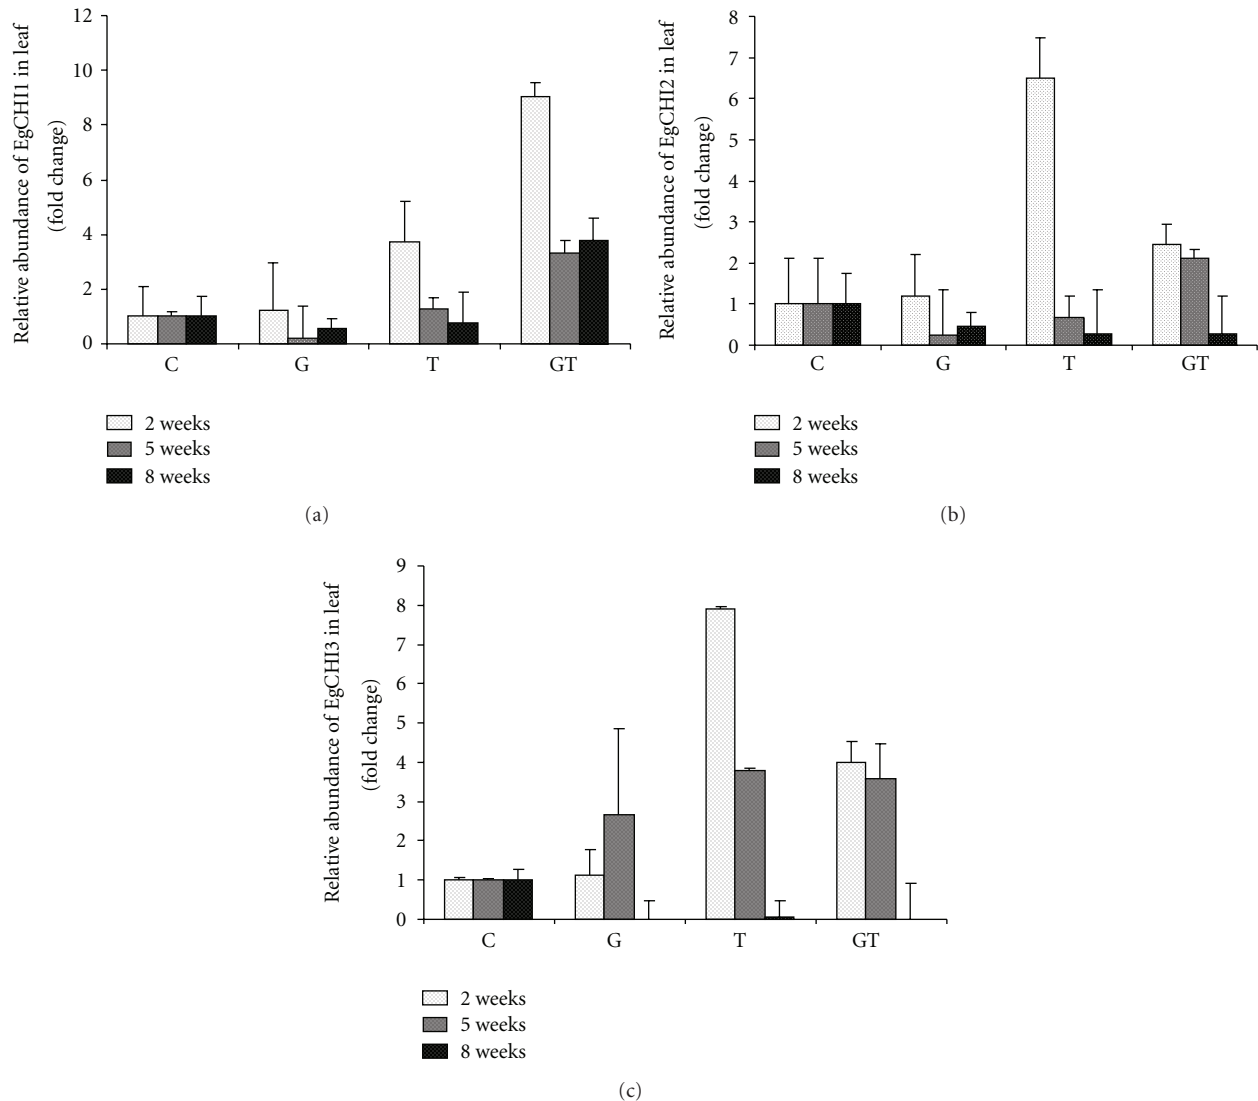 Relative abundance of EgCHI1 in leaf
(fold change)
12
10
8
6
4
2
0
C G T GT
2 weeks
5 weeks
8 weeks
(a)
Relative abundance of EgCHI2 in leaf
(fold change)
8
7
6
5
4
3
2
1
0
C G T GT
2 weeks
5 weeks
8 weeks
(b)
Relative abundance of EgCHI3 in leaf
(fold change)
9
8
7
6
5
4
3
2
1
0
C G T GT
2 weeks
5 weeks
8 weeks
(c)